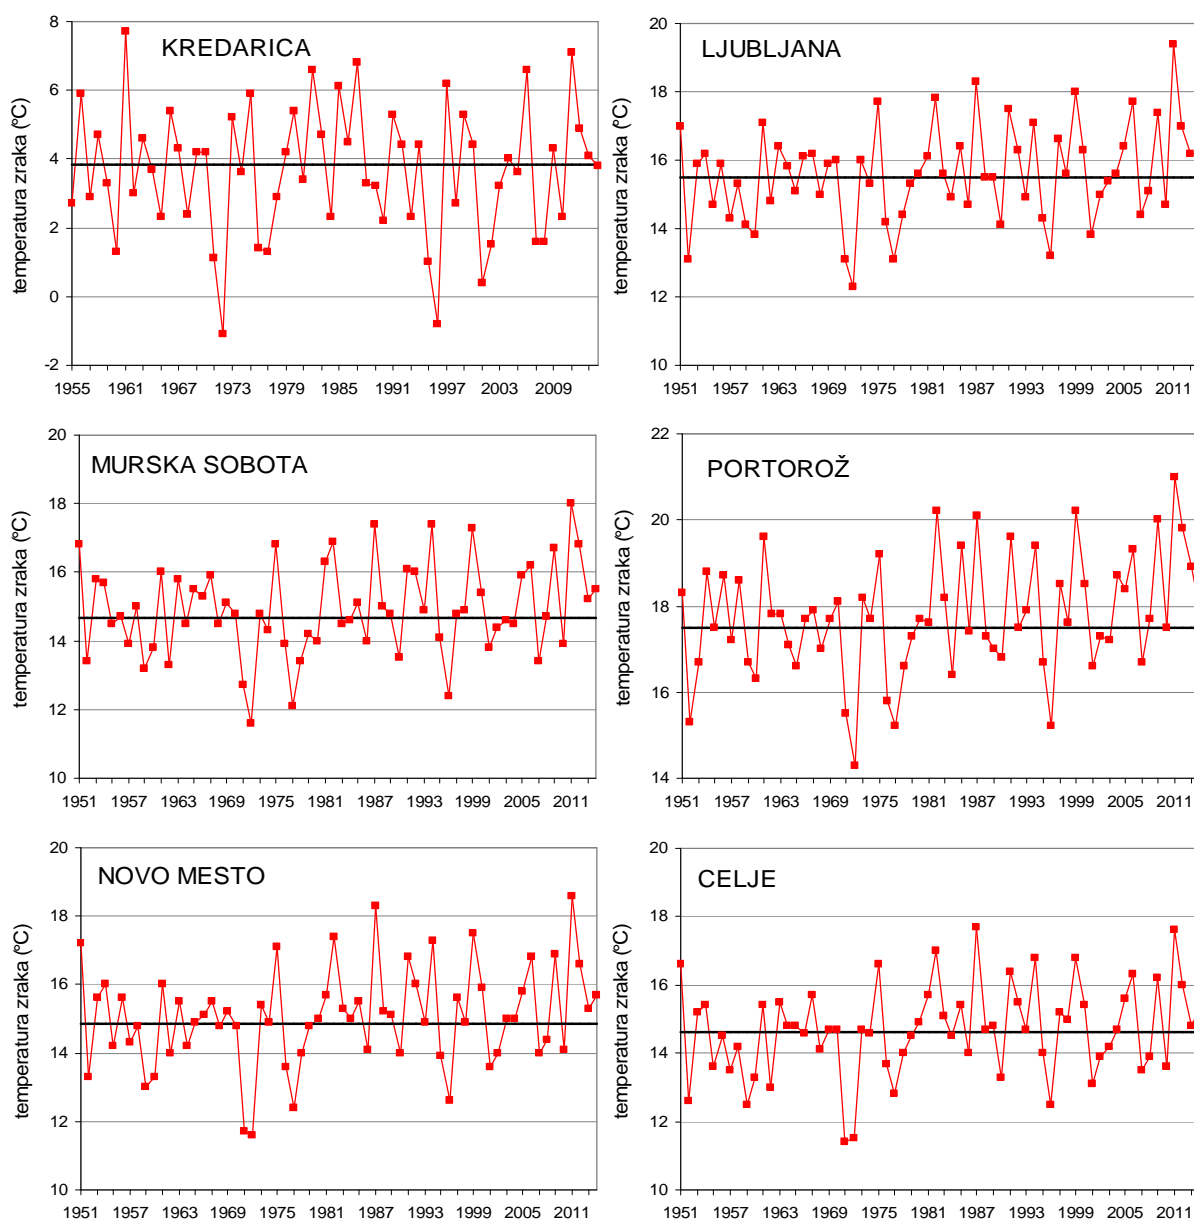 KREDARICA
temperatura zraka (°C)
8
6
4
2
0
-2
1955 1961 1967 1973 1979 1985 1991 1997 2003 2009
LJUBLJANA
temperatura zraka (°C)
20
18
16
14
12
10
1951 1957 1963 1969 1975 1981 1987 1993 1999 2005 2011
MURSKA SOBOTA
temperatura zraka (°C)
20
18
16
14
12
10
1951 1957 1963 1969 1975 1981 1987 1993 1999 2005 2011
PORTOROŽ
temperatura zraka (°C)
22
20
18
16
14
1951 1957 1963 1969 1975 1981 1987 1993 1999 2005 2011
NOVO MESTO
temperatura zraka (°C)
20
18
16
14
12
10
1951 1957 1963 1969 1975 1981 1987 1993 1999 2005 2011
CELJE
temperatura zraka (°C)
20
18
16
14
12
10
1951 1957 1963 1969 1975 1981 1987 1993 1999 2005 2011